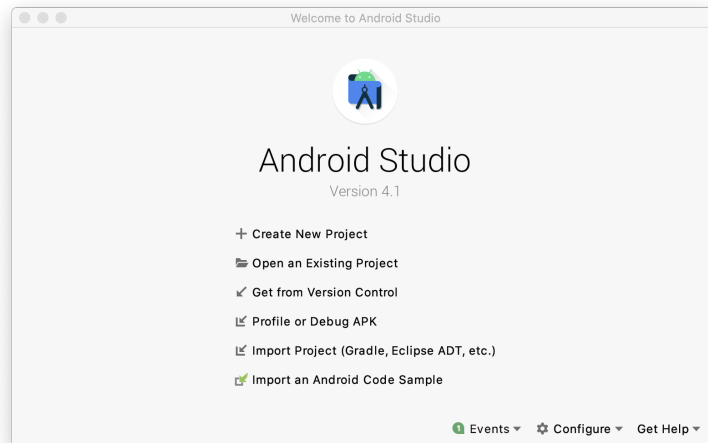 Welcome to Android Studio
Android Studio
Version 4.1
Create New Project
Open an Existing Project
Get from Version Control
Profile or Debug APK
Import Project (Gradle, Eclipse ADT, etc.)
Import an Android Code Sample
1 Events Configure Get Help